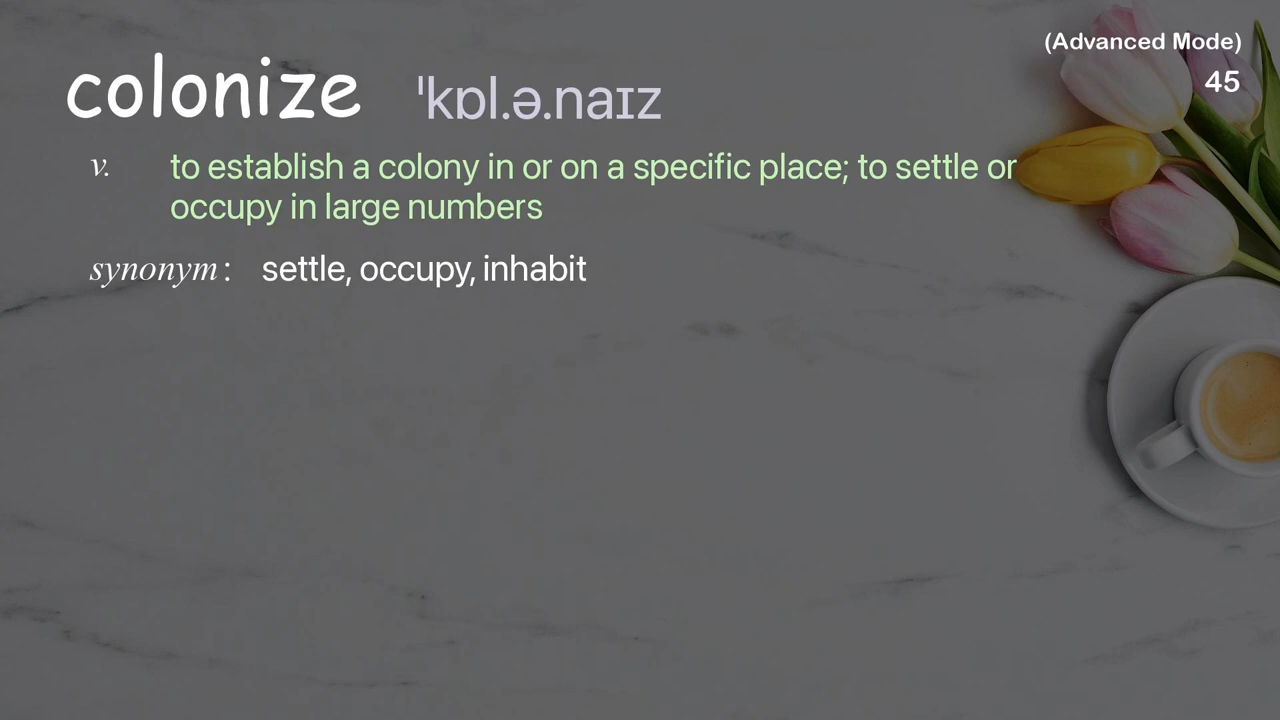 (Advanced Mode)
45
colonize ˈkɒl.ə.naɪz
v. to establish a colony in or on a specific place; to settle or
occupy in large numbers
synonym: settle, occupy, inhabit